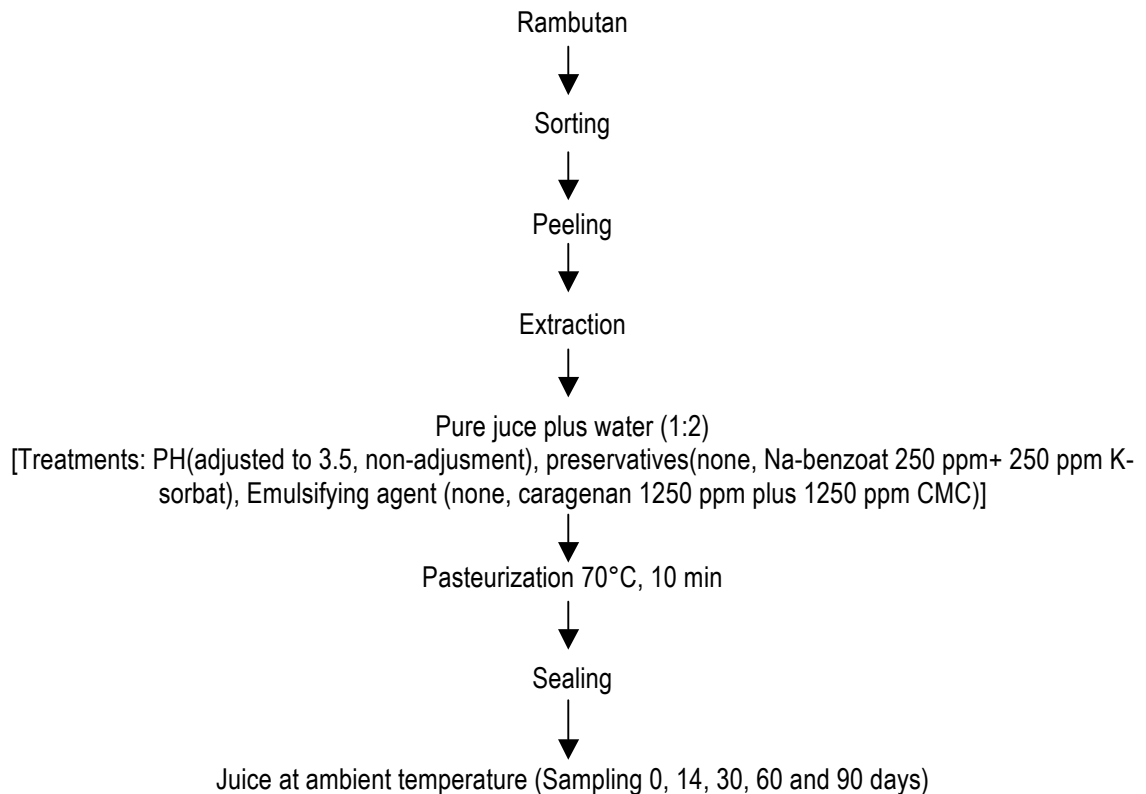 Rambutan
Sorting
Peeling
Extraction
Pure juce plus water (1:2)
[Treatments: PH(adjusted to 3.5, non-adjusment), preservatives(none, Na-benzoat 250 ppm+ 250 ppm K-
sorbat), Emulsifying agent (none, caragenan 1250 ppm plus 1250 ppm CMC)]
Pasteurization 70°C, 10 min
Sealing
Juice at ambient temperature (Sampling 0, 14, 30, 60 and 90 days)